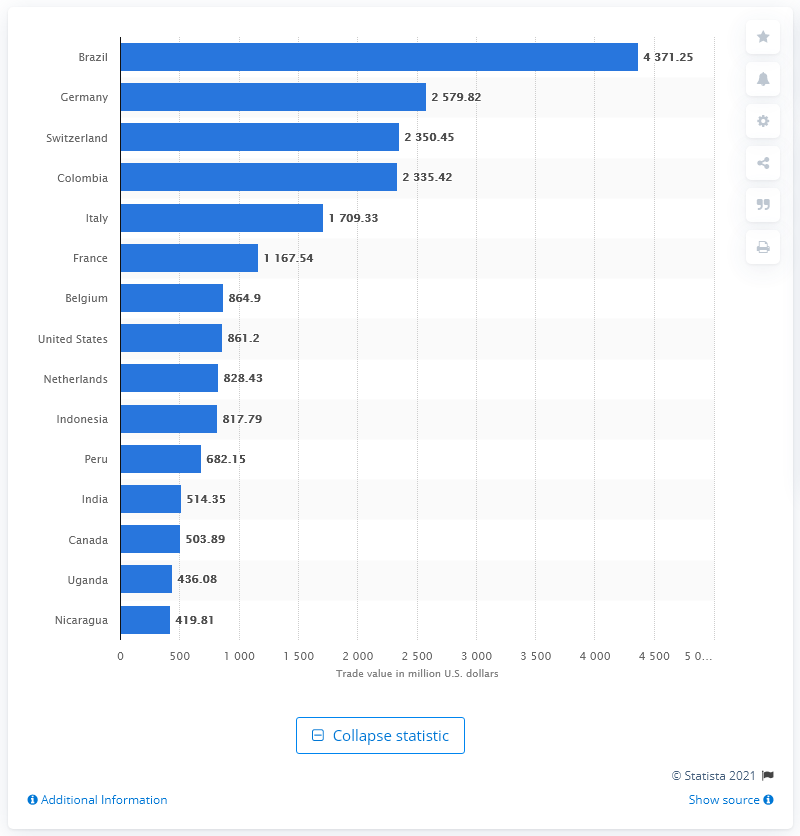 Brazil 4 371.25
Germany 2 579.82
Switzerland 2 350.45
Colombia 2 335.42
Italy 1 709.33
France 1 167.54
Belgium 864.9
United States 861.2
Netherlands 828.43
Indonesia 817.79
Peru 682.15
India 514.35
Canada 503.89
Uganda 436.08
Nicaragua 419.81
0 500 1 000 1 500 2 000 2 500 3 000 3 500 4 000 4 500 5 0...
Trade value in million U.S. dollars
Collapse statistic
© Statista 2021
Additional Information Show source